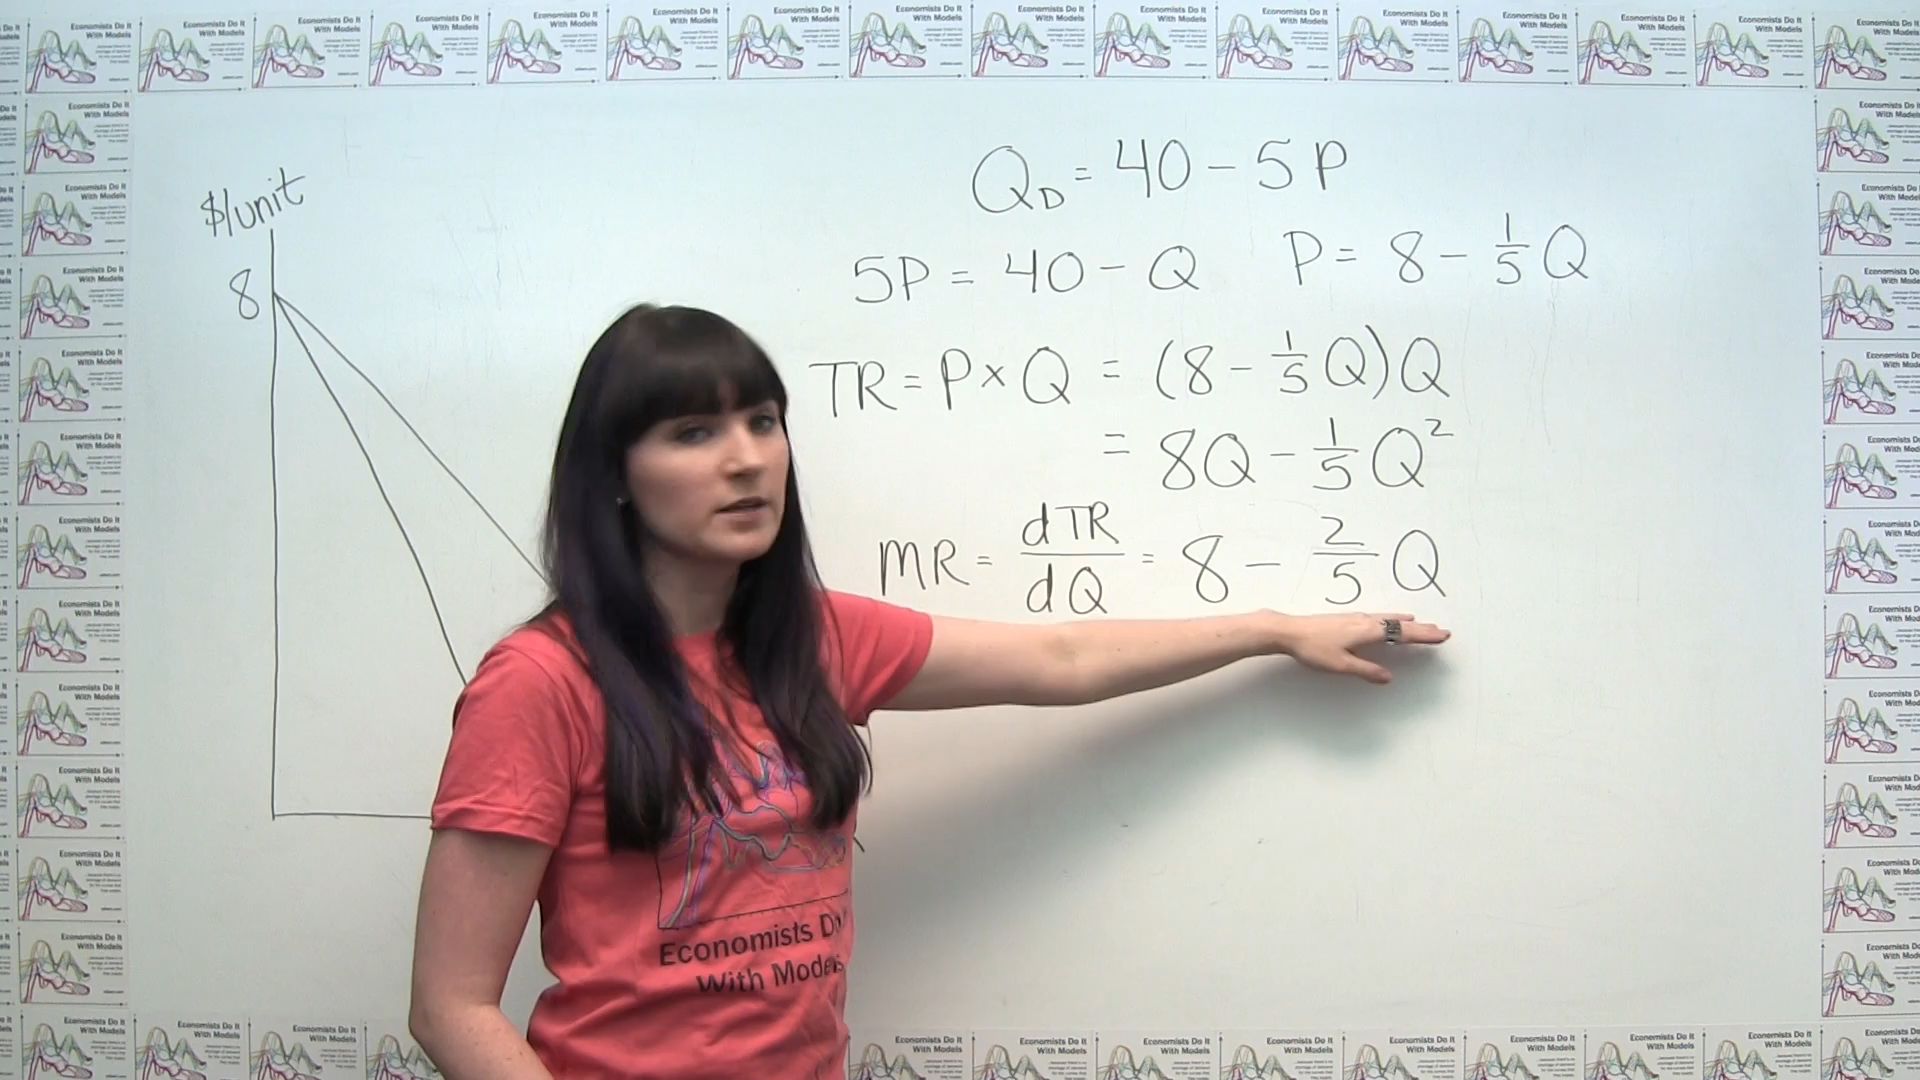 $/unit
8
Q_D = 40 - 5P
5P = 40 - Q
P = 8 - 1/5 Q
TR = P × Q = (8 - 1/5 Q)Q
= 8Q - 1/5 Q²
MR = dTR/dQ = 8 - 2/5 Q
Economists Do
With Models
Economists Do It
With Models